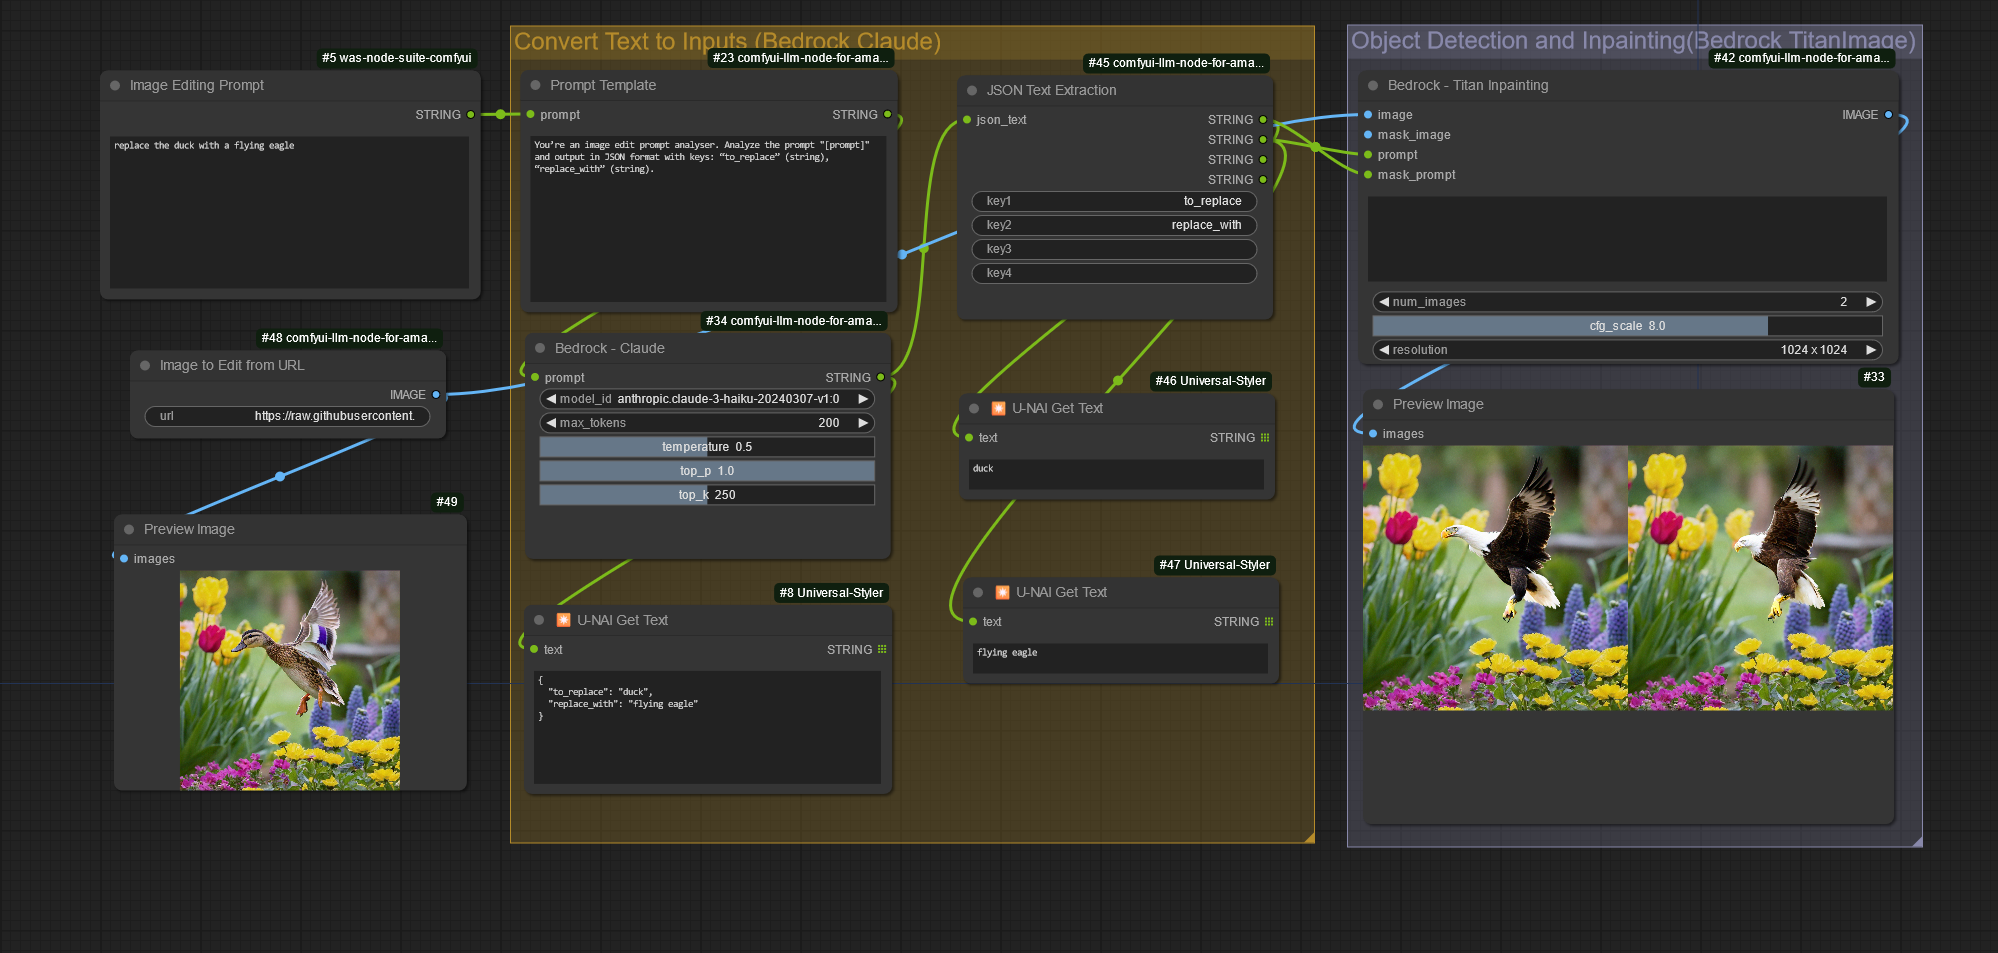 #5 was-node-suite-comfyui
Image Editing Prompt
STRING
replace the duck with a flying eagle
#48 comfyui-llm-node-for-ama...
Image to Edit from URL
IMAGE
url https://raw.githubusercontent.
#49
Preview Image
images
Convert Text to Inputs (Bedrock Claude)
#23 comfyui-llm-node-for-ama...
Prompt Template
prompt STRING
You're an image edit prompt analyser. Analyze the prompt "[prompt]"
and output in JSON format with keys: “to_replace” (string),
“replace_with” (string).
#34 comfyui-llm-node-for-ama...
Bedrock - Claude
prompt STRING
model_id anthropic.claude-3-haiku-20240307-v1:0
max_tokens 200
temperature 0.5
top_p 1.0
top_k 250
#8 Universal-Styler
U-NAI Get Text
text STRING
{
"to_replace": "duck",
"replace_with": "flying eagle"
}
#45 comfyui-llm-node-for-ama...
JSON Text Extraction
json_text STRING
STRING
STRING
STRING
key1 to_replace
key2 replace_with
key3
key4
#46 Universal-Styler
U-NAI Get Text
text STRING
duck
#47 Universal-Styler
U-NAI Get Text
text STRING
flying eagle
Object Detection and Inpainting(Bedrock TitanImage)
#42 comfyui-llm-node-for-ama...
Bedrock - Titan Inpainting
image IMAGE
mask_image
prompt
mask_prompt
num_images 2
cfg_scale 8.0
resolution 1024 x 1024
#33
Preview Image
images